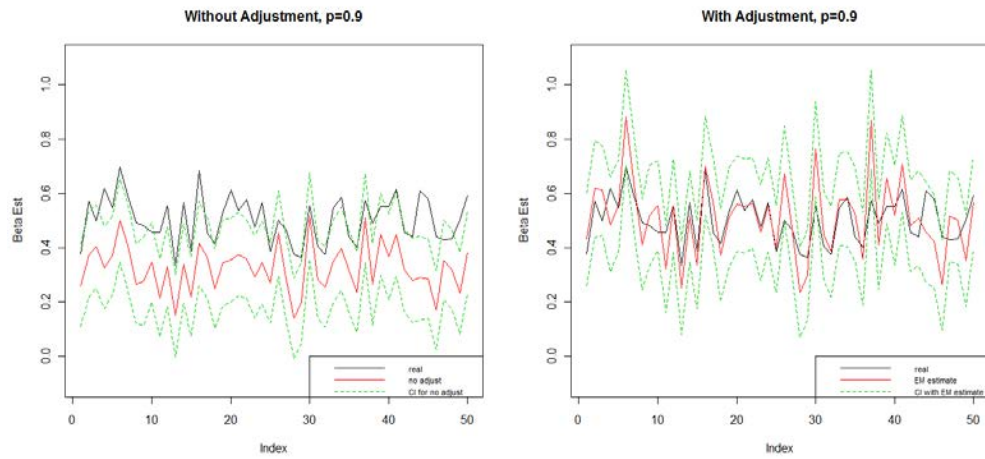 Without Adjustment, p=0.9
Beta Est
1.0
0.8
0.6
0.4
0.2
0.0
real
no adjust
CI for no adjust
0 10 20 30 40 50
Index
With Adjustment, p=0.9
Beta Est
1.0
0.8
0.6
0.4
0.2
0.0
real
EM estimate
CI with EM estimate
0 10 20 30 40 50
Index